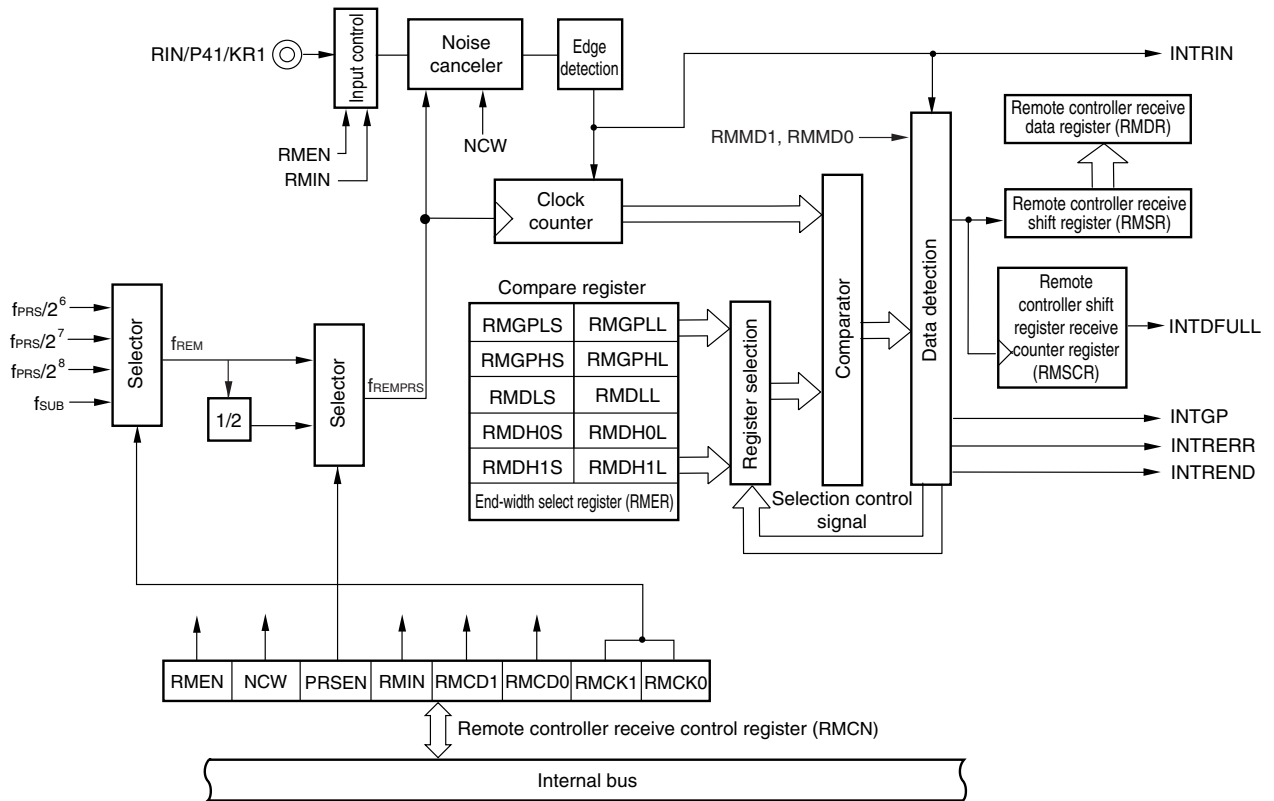 RIN/P41/KR1
Input control
Noise
canceler
Edge
detection
INTRIN
RMEN
RMIN
NCW
RMMD1, RMMD0
Remote controller receive
data register (RMDR)
Clock
counter
Remote controller receive
shift register (RMSR)
fPRS/2^6
fPRS/2^7
fPRS/2^8
fSUB
Selector
fREM
1/2
Selector
fREMPRS
Compare register
RMGPLS RMGPLL
RMGPHS RMGPHL
RMDLS RMDLL
RMDH0S RMDH0L
RMDH1S RMDH1L
End-width select register (RMER)
Register selection
Comparator
Data detection
Remote
controller shift
register receive
counter register
(RMSCR)
INTDFULL
INTGP
INTRERR
INTREND
Selection control
signal
RMEN NCW PRSEN RMIN RMCD1 RMCD0 RMCK1 RMCK0
Remote controller receive control register (RMCN)
Internal bus